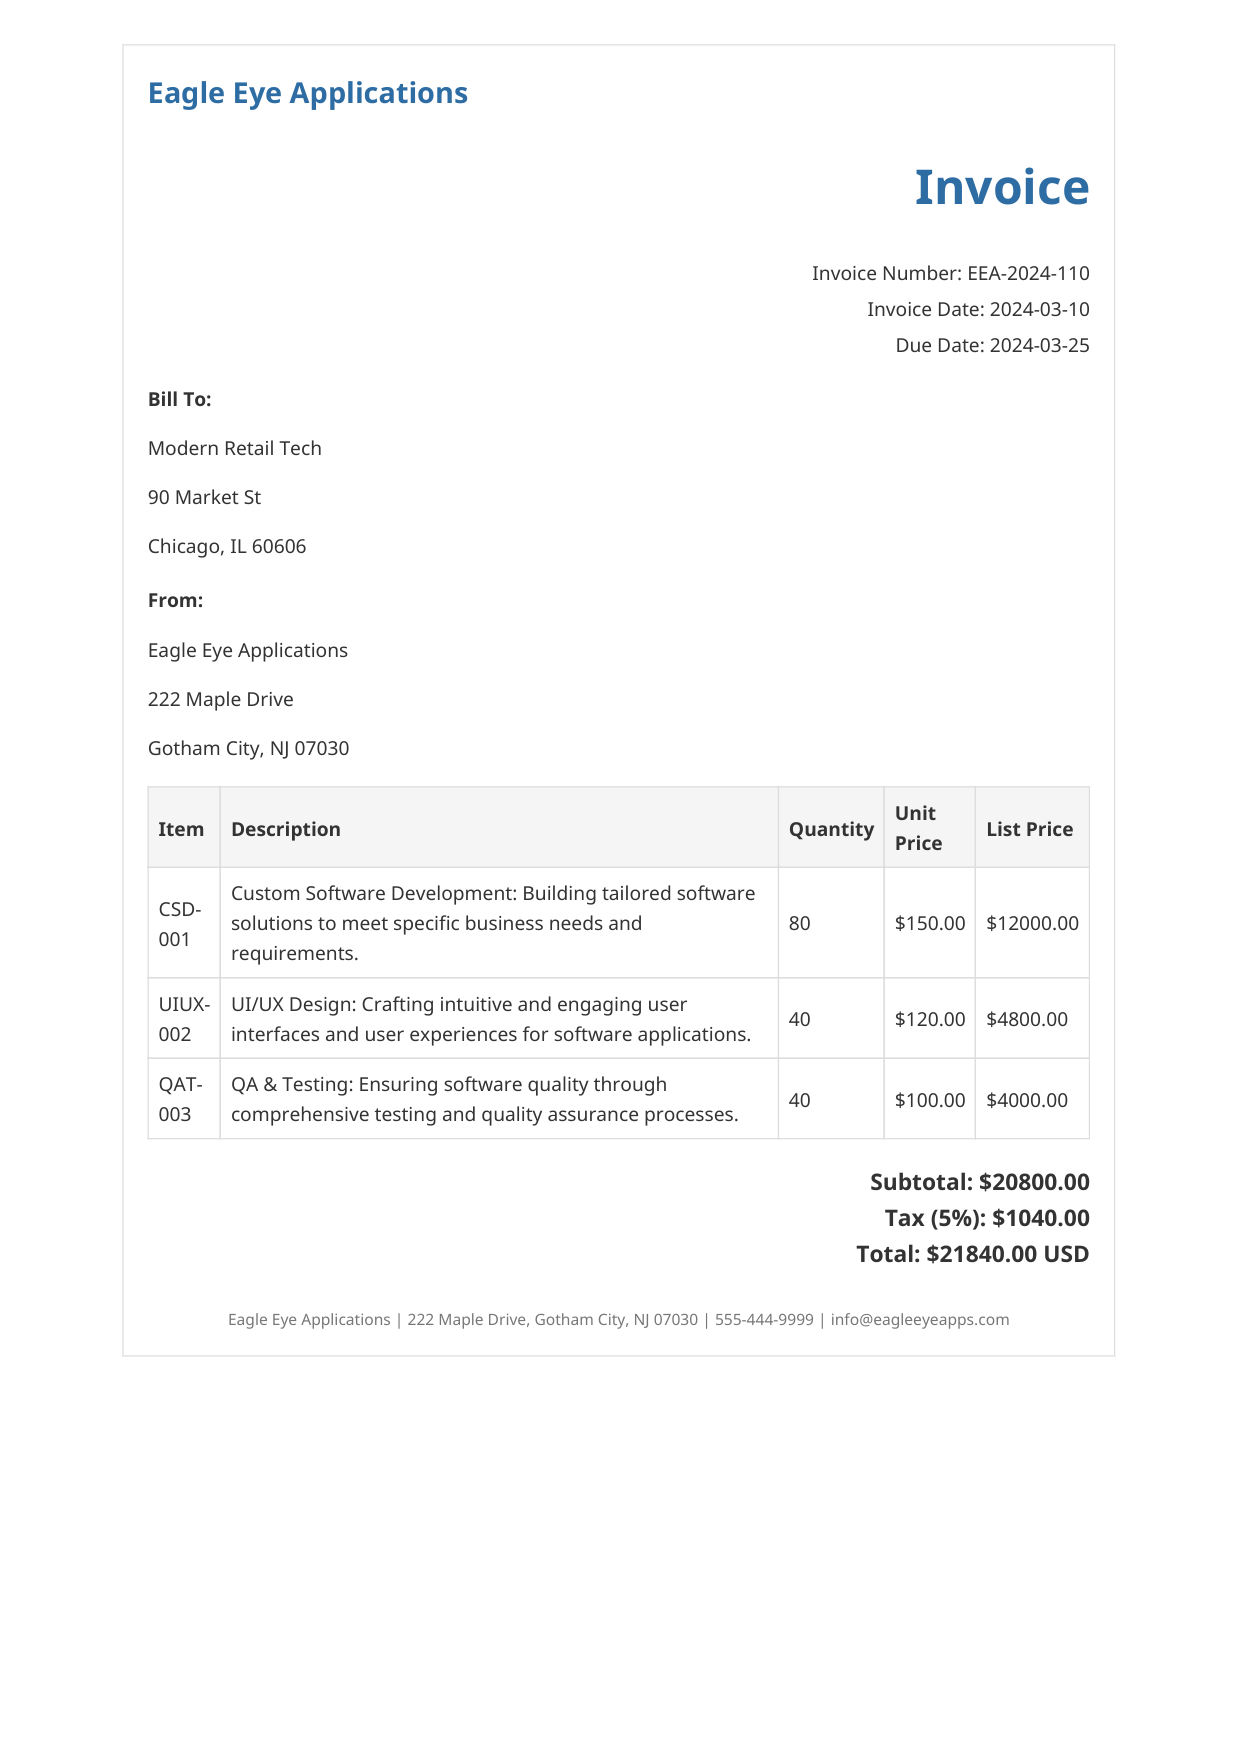 Eagle Eye Applications
Invoice
Invoice Number: EEA-2024-110
Invoice Date: 2024-03-10
Due Date: 2024-03-25
Bill To:
Modern Retail Tech
90 Market St
Chicago, IL 60606
From:
Eagle Eye Applications
222 Maple Drive
Gotham City, NJ 07030
Item Description Quantity Unit Price List Price
CSD-001 Custom Software Development: Building tailored software solutions to meet specific business needs and requirements. 80 $150.00 $12000.00
UIUX-002 UI/UX Design: Crafting intuitive and engaging user interfaces and user experiences for software applications. 40 $120.00 $4800.00
QAT-003 QA & Testing: Ensuring software quality through comprehensive testing and quality assurance processes. 40 $100.00 $4000.00
Subtotal: $20800.00
Tax (5%): $1040.00
Total: $21840.00 USD
Eagle Eye Applications | 222 Maple Drive, Gotham City, NJ 07030 | 555-444-9999 | info@eagleeyeapps.com